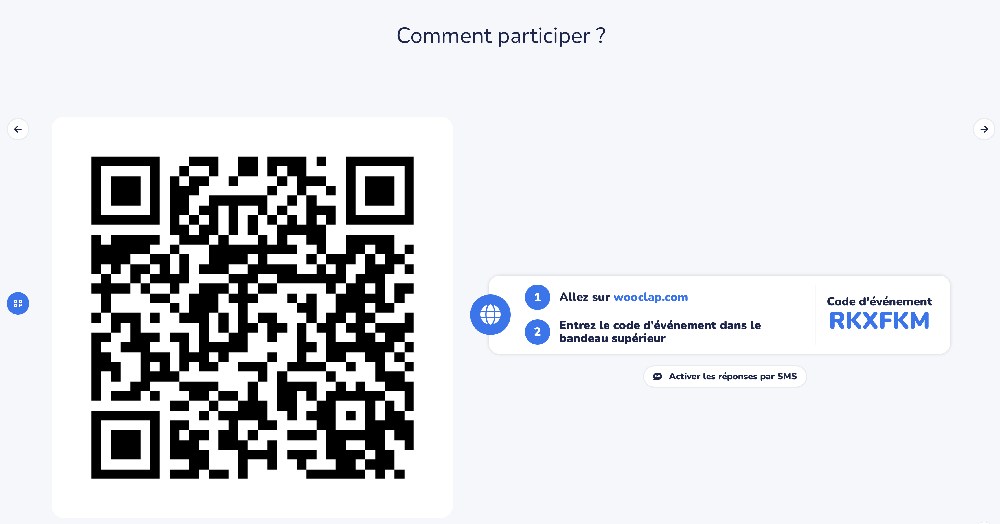 Comment participer ?
1 Allez sur wooclap.com
2 Entrez le code d'événement dans le
bandeau supérieur
Code d'événement
RKXFKM
SMS Activer les réponses par SMS